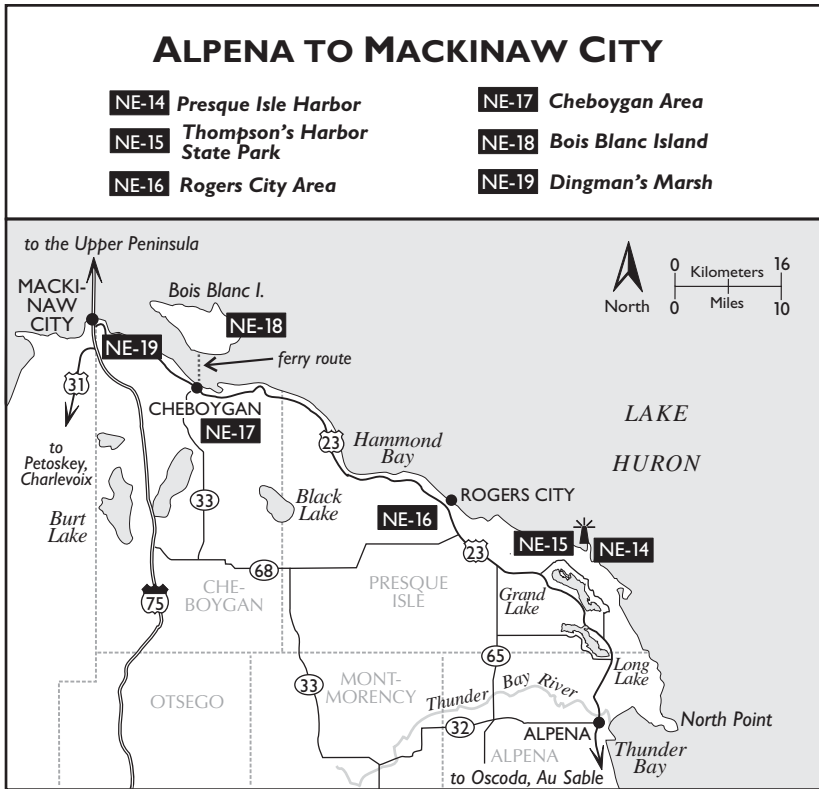 ALPENA TO MACKINAW CITY
NE-14 Presque Isle Harbor
NE-15 Thompson's Harbor
State Park
NE-16 Rogers City Area
NE-17 Cheboygan Area
NE-18 Bois Blanc Island
NE-19 Dingman's Marsh
to the Upper Peninsula
MACKI-
NAW
CITY
Bois Blanc I.
NE-18
North
0 Kilometers 16
0 Miles 10
NE-19
ferry route
31
CHEBOYGAN
NE-17
to
Petoskey,
Charlevoix
23
Hammond
Bay
LAKE
HURON
Burt
Lake
33
Black
Lake
ROGERS CITY
NE-16
NE-15
NE-14
23
68
CHE-
BOYGAN
75
PRESQUE
ISLE
Grand
Lake
65
Long
Lake
OTSEGO
33
MONT-
MORENCY
Thunder Bay River
32
ALPENA
North Point
ALPENA
Thunder
Bay
to Oscoda, Au Sable